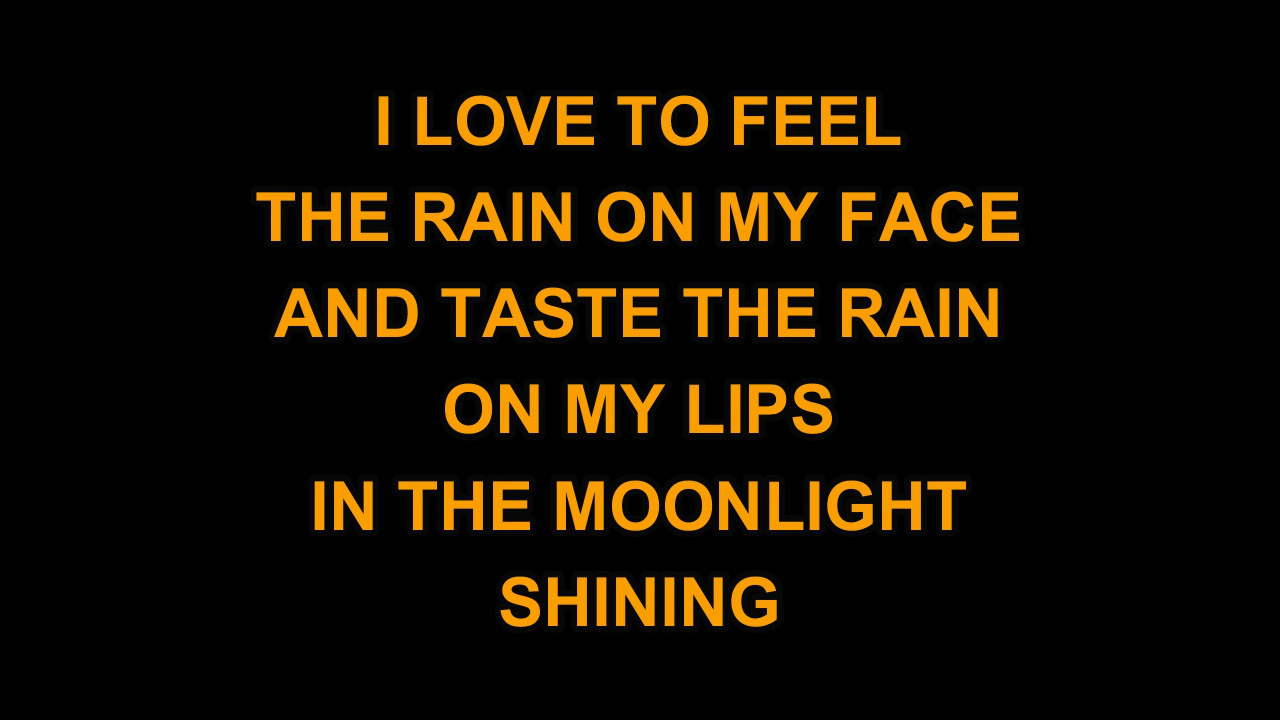 I LOVE TO FEEL
THE RAIN ON MY FACE
AND TASTE THE RAIN
ON MY LIPS
IN THE MOONLIGHT
SHINING